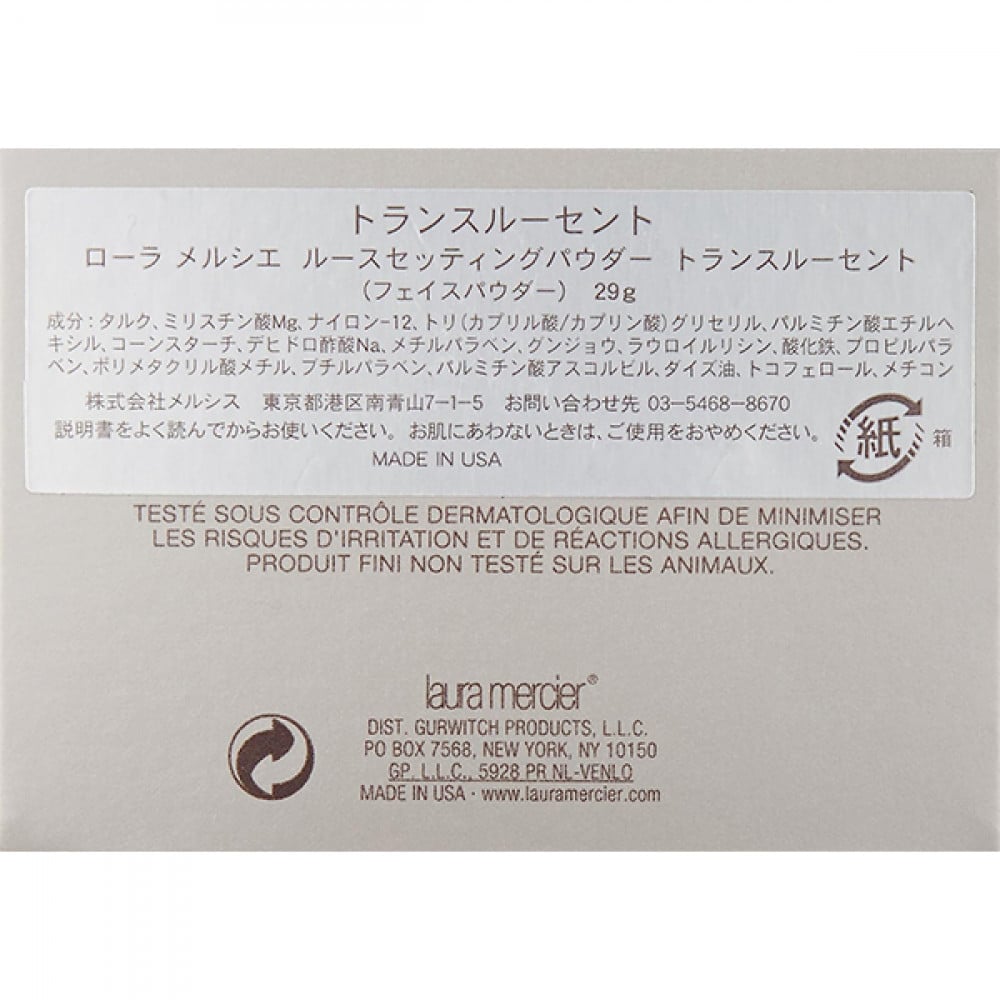 トランスルーセント
ローラ メルシエ ルースセッティングパウダー トランスルーセント
(フェイスパウダー) 29g
成分:タルク、ミリスチン酸Mg、ナイロン-12、トリ(カプリル酸/カプリン酸)グリセリル、パルミチン酸エチルヘ
キシル、コーンスターチ、デヒドロ酢酸Na、メチルパラベン、グンジョウ、ラウロイルリシン、酸化鉄、プロピルパラ
ベン、ポリメタクリル酸メチル、ブチルパラベン、パルミチン酸アスコルビル、ダイズ油、トコフェロール、メチコン
株式会社メルシス 東京都港区南青山7-1-5 お問い合わせ先 03-5468-8670
説明書をよく読んでからお使いください。お肌にあわないときは、ご使用をおやめください。
紙 箱
MADE IN USA
TESTÉ SOUS CONTRÔLE DERMATOLOGIQUE AFIN DE MINIMISER
LES RISQUES D'IRRITATION ET DE RÉACTIONS ALLERGIQUES.
PRODUIT FINI NON TESTÉ SUR LES ANIMAUX.
laura mercier®
DIST. GURWITCH PRODUCTS, L.L.C.
PO BOX 7568, NEW YORK, NY 10150
GP, L.L.C., 5928 PR NL-VENLO
MADE IN USA · www.lauramercier.com